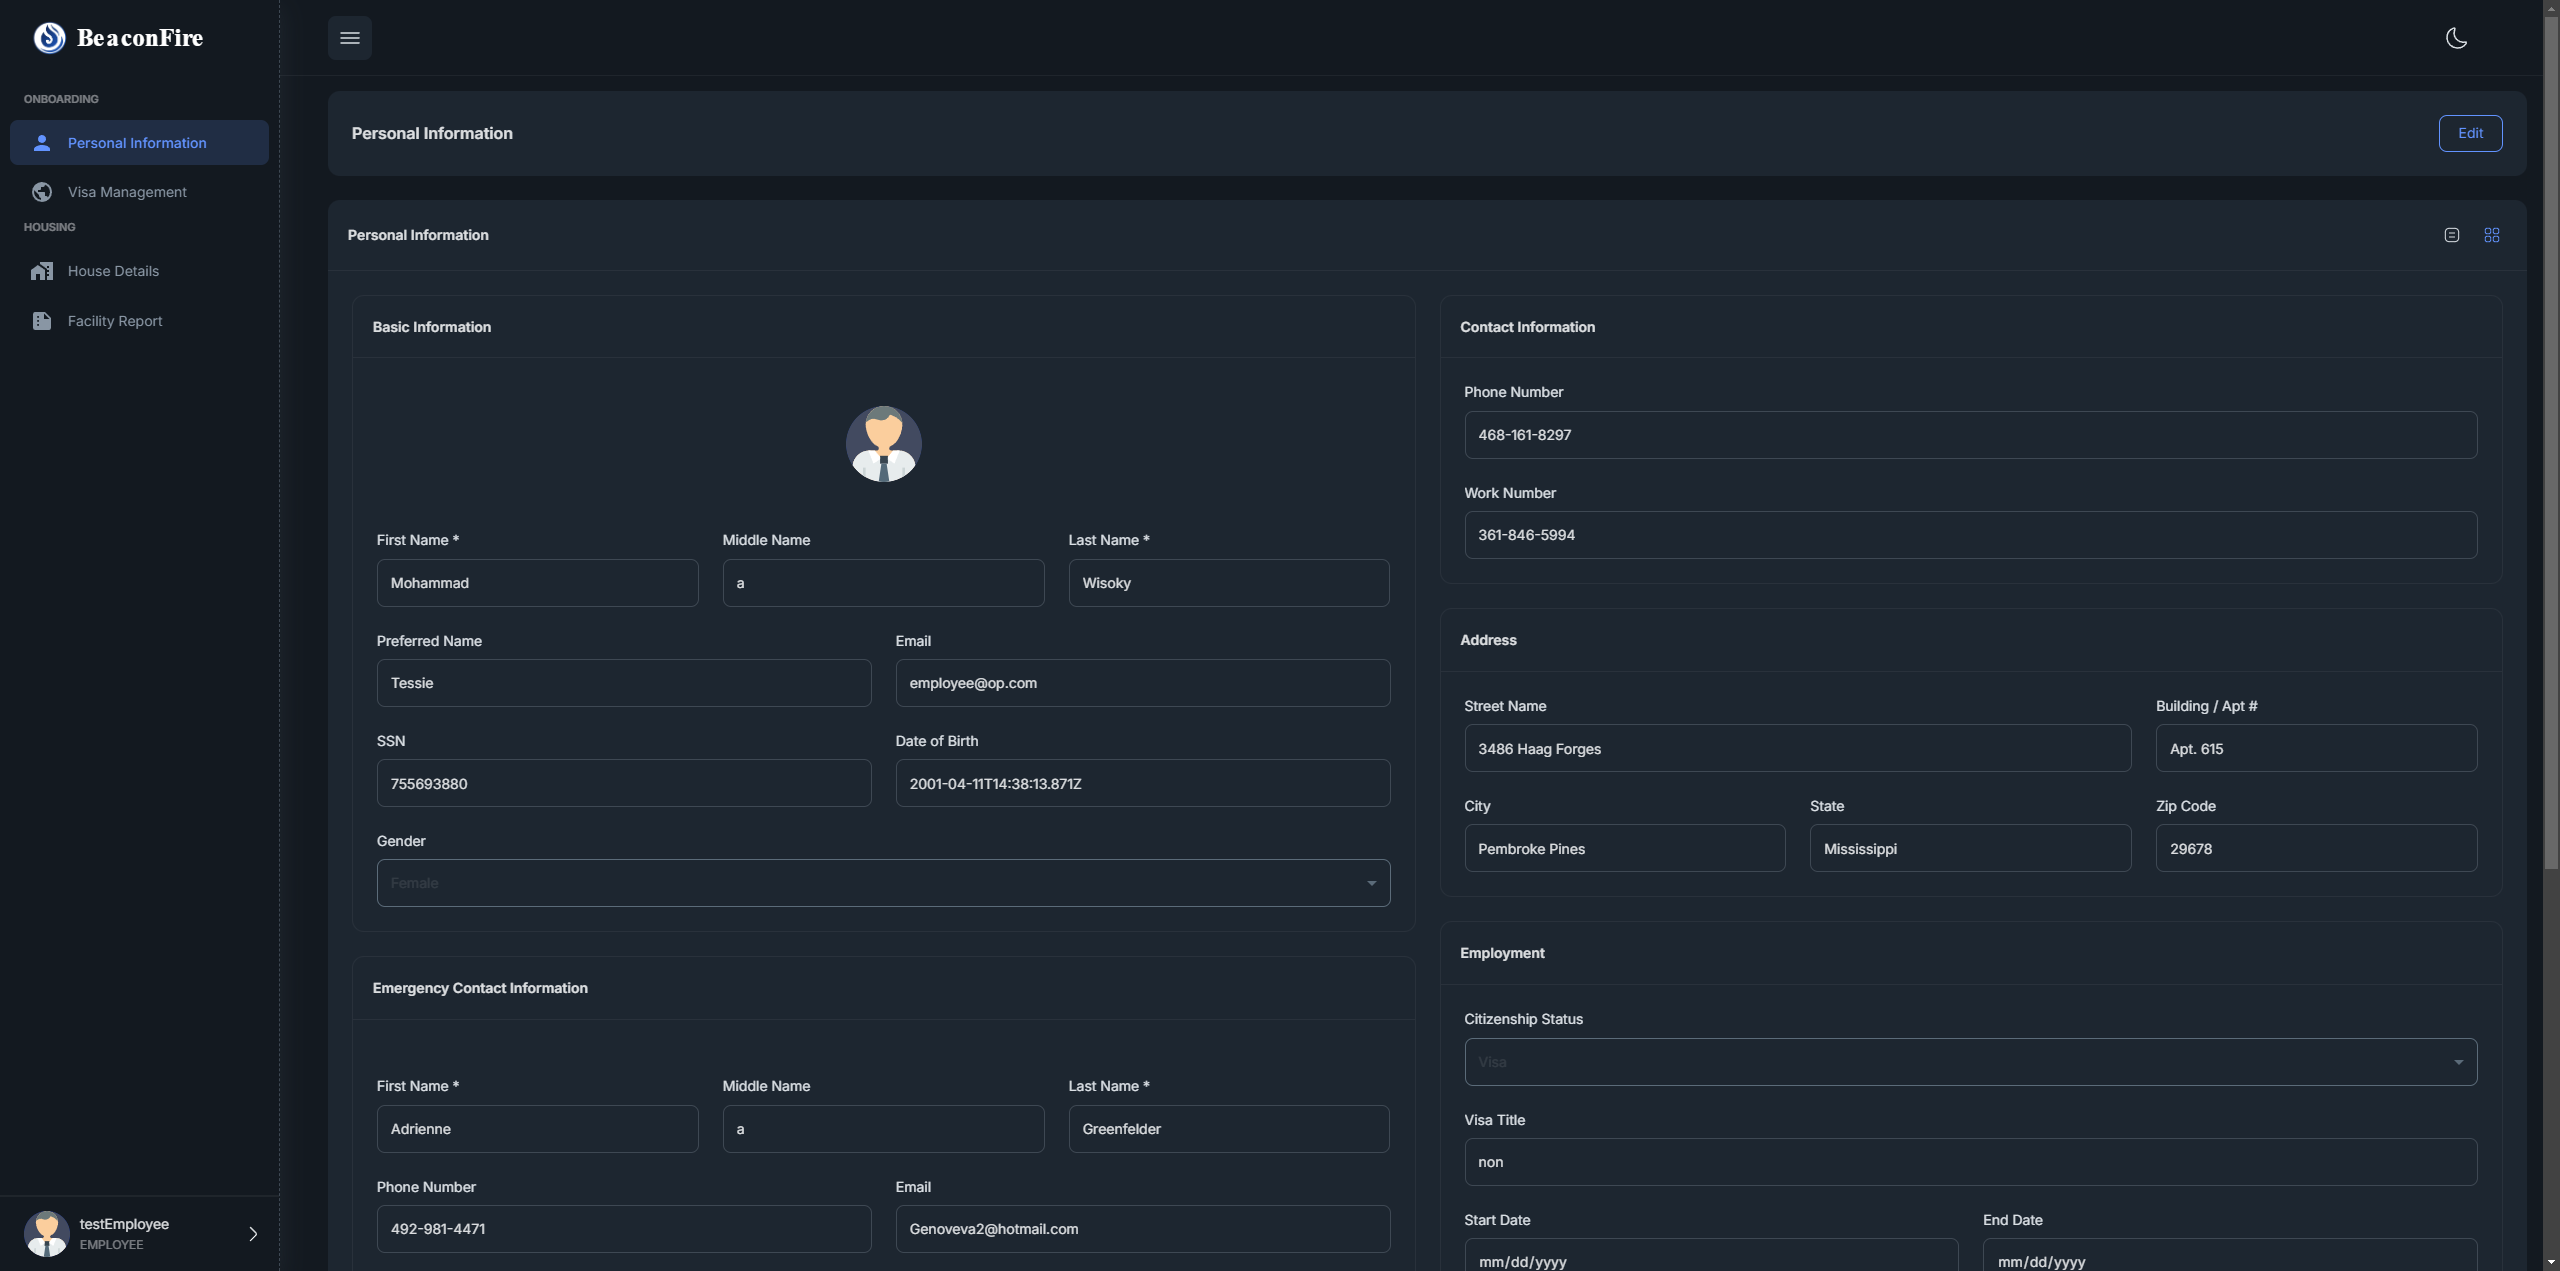 BeaconFire
ONBOARDING
Personal Information
Visa Management
HOUSING
House Details
Facility Report
testEmployee
EMPLOYEE
Personal Information
Edit
Personal Information
Basic Information
First Name *
Middle Name
Last Name *
Mohammad
a
Wisoky
Preferred Name
Email
Tessie
employee@op.com
SSN
Date of Birth
755693880
2001-04-11T14:38:13.871Z
Gender
Female
Emergency Contact Information
First Name *
Middle Name
Last Name *
Adrienne
a
Greenfelder
Phone Number
Email
492-981-4471
Genoveva2@hotmail.com
Contact Information
Phone Number
468-161-8297
Work Number
361-846-5994
Address
Street Name
Building / Apt #
3486 Haag Forges
Apt. 615
City
State
Zip Code
Pembroke Pines
Mississippi
29678
Employment
Citizenship Status
Visa
Visa Title
non
Start Date
End Date
mm/dd/yyyy
mm/dd/yyyy